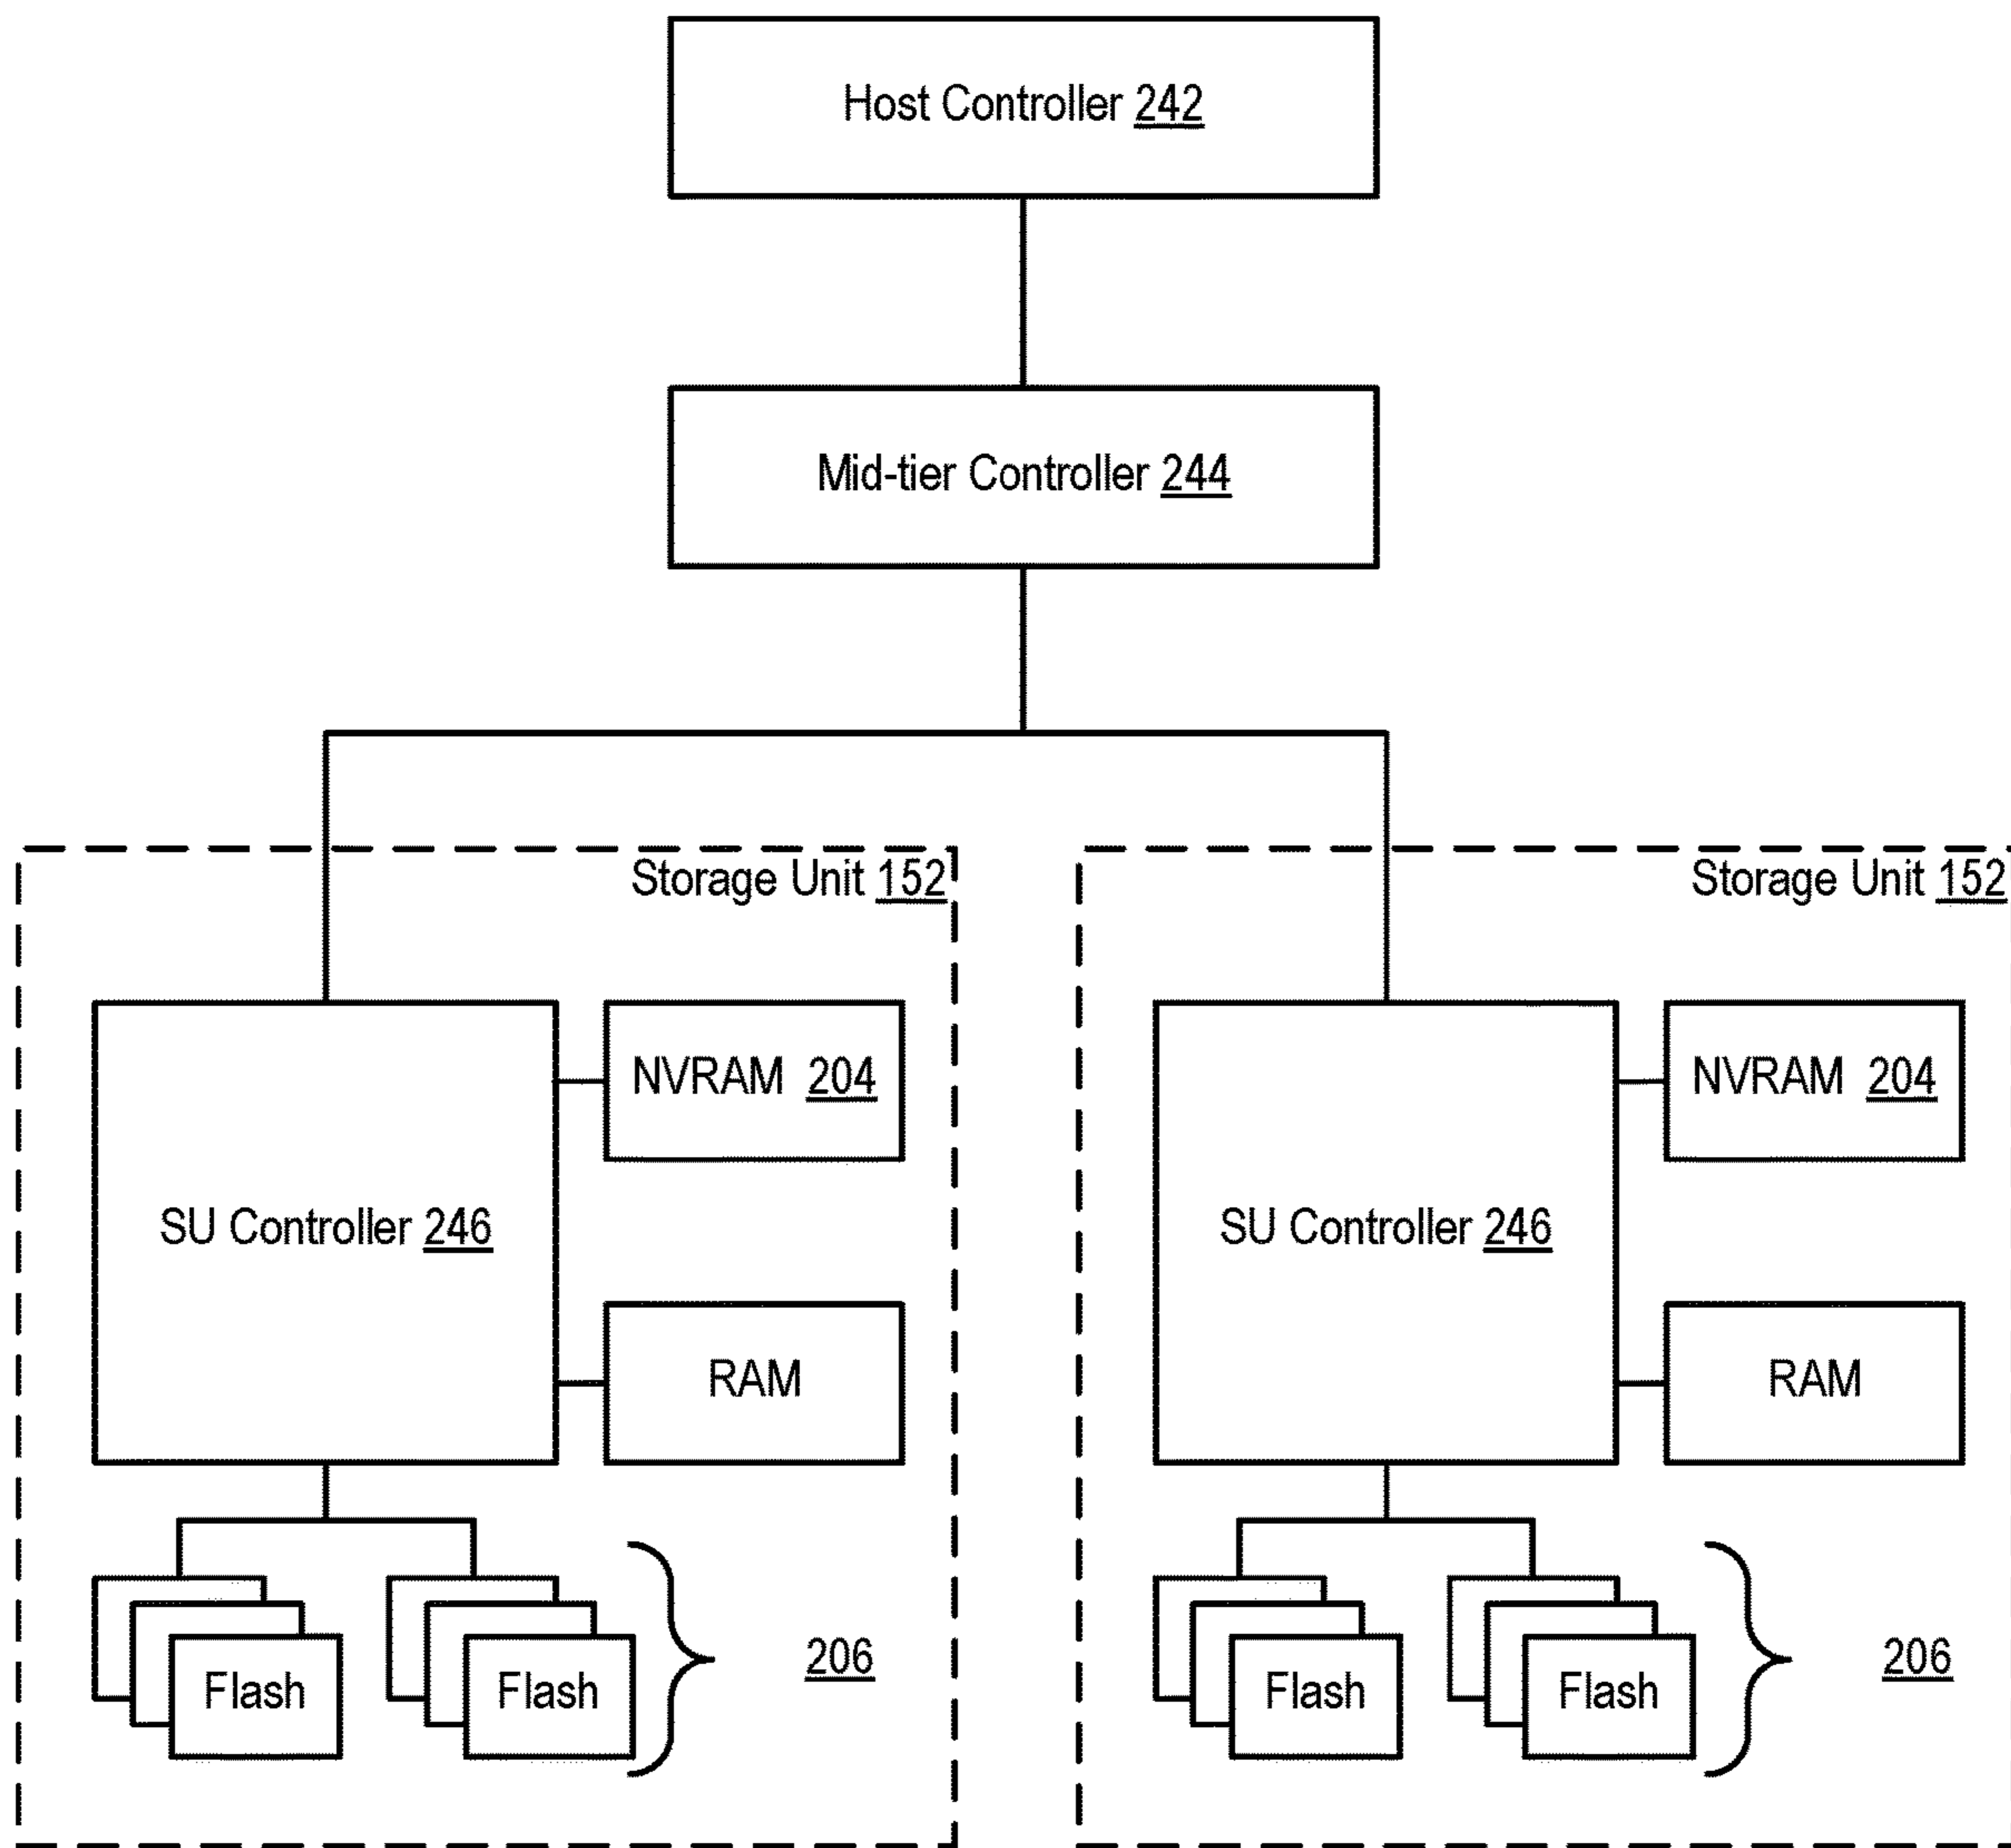 Host Controller 242
Mid-tier Controller 244
Storage Unit 152
NVRAM 204
SU Controller 246
RAM
Flash
Flash
206
Storage Unit 152
NVRAM 204
SU Controller 246
RAM
Flash
Flash
206